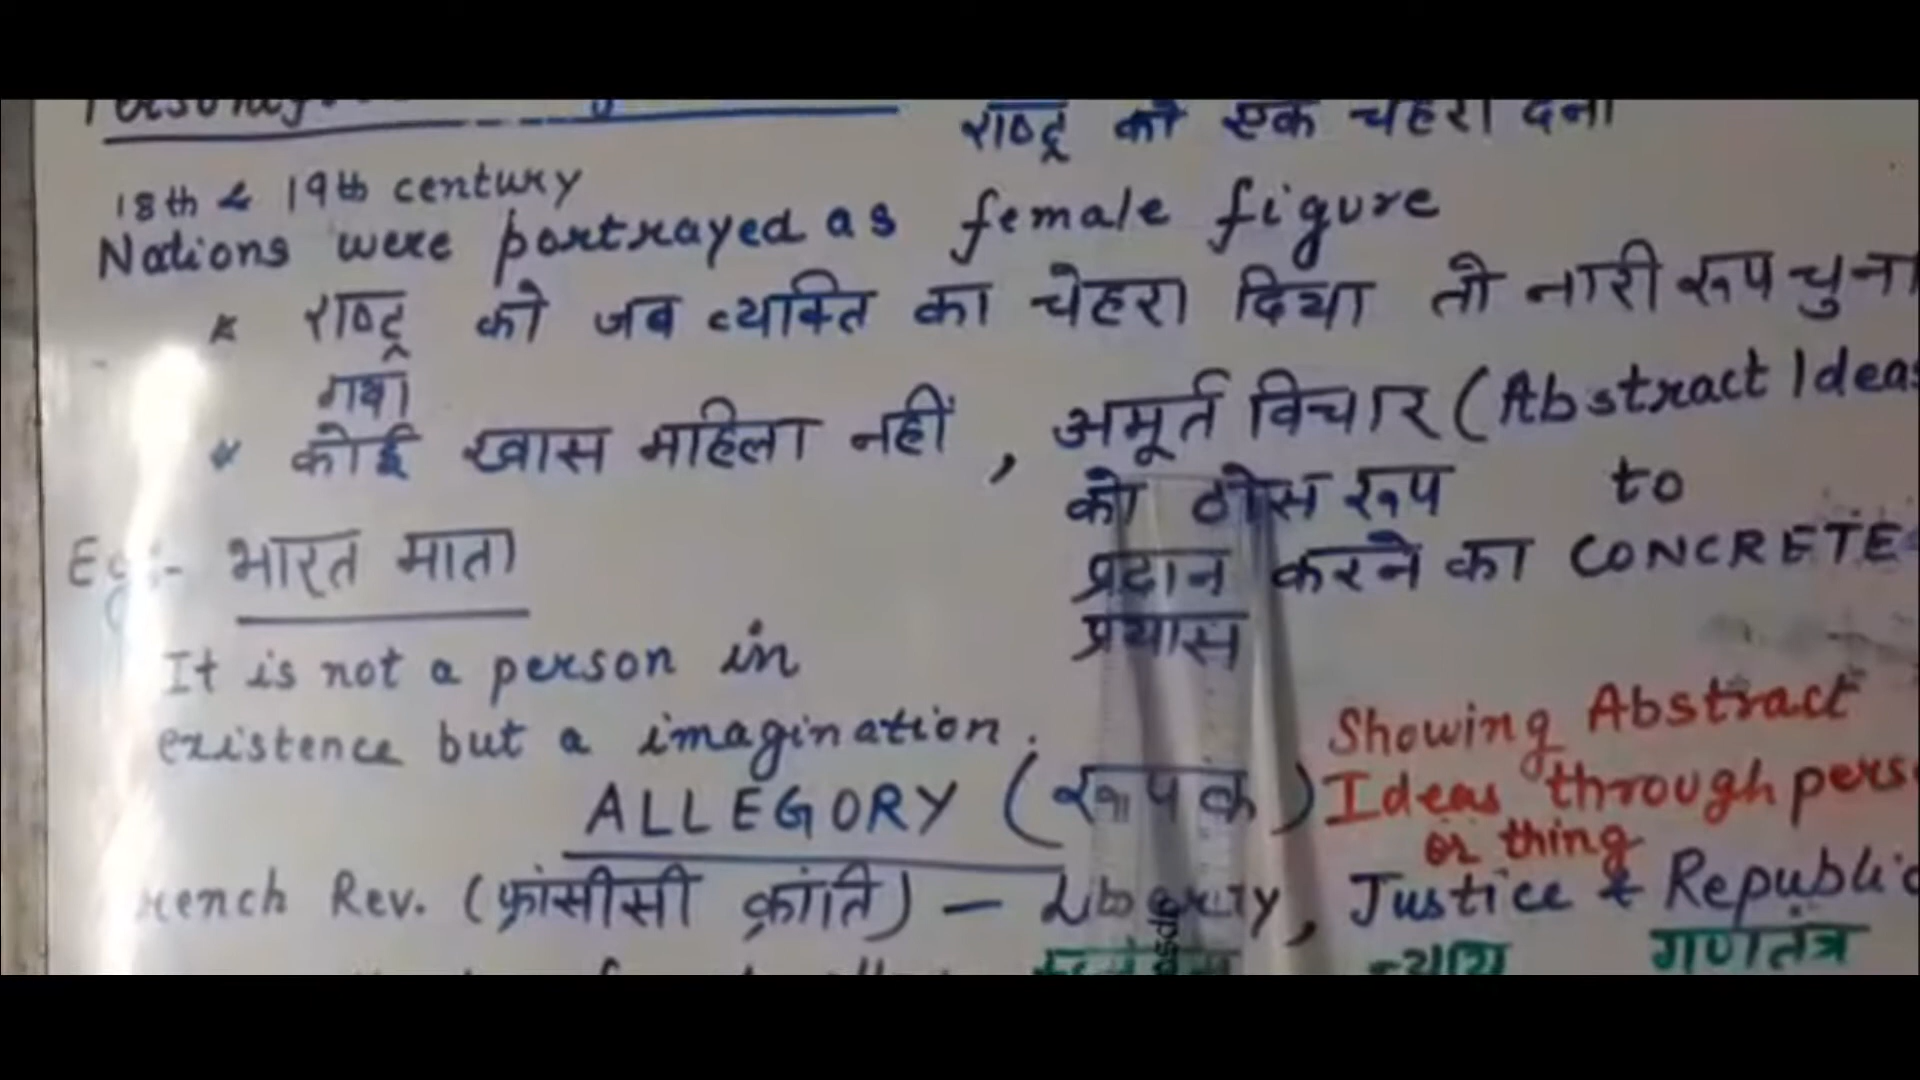 राष्ट्र को एक चेहरा देना
18th & 19th century
Nations were portrayed as female figure
* राष्ट्र को जब व्यक्ति का चेहरा दिया तो नारी रूप चुना
गया
* कोई खास महिला नहीं , अमूर्त विचार (Abstract Ideas
को ठोस रूप to
Eg:- भारत माता
प्रदान करने का CONCRETE
प्रयास
It is not a person in
existence but a imagination.
Showing Abstract
ALLEGORY (रूपक) Ideas through pers
or thing
rench Rev. (फ्रांसीसी क्रांति) — Liberty, Justice & Republic
न्याय गणतंत्र